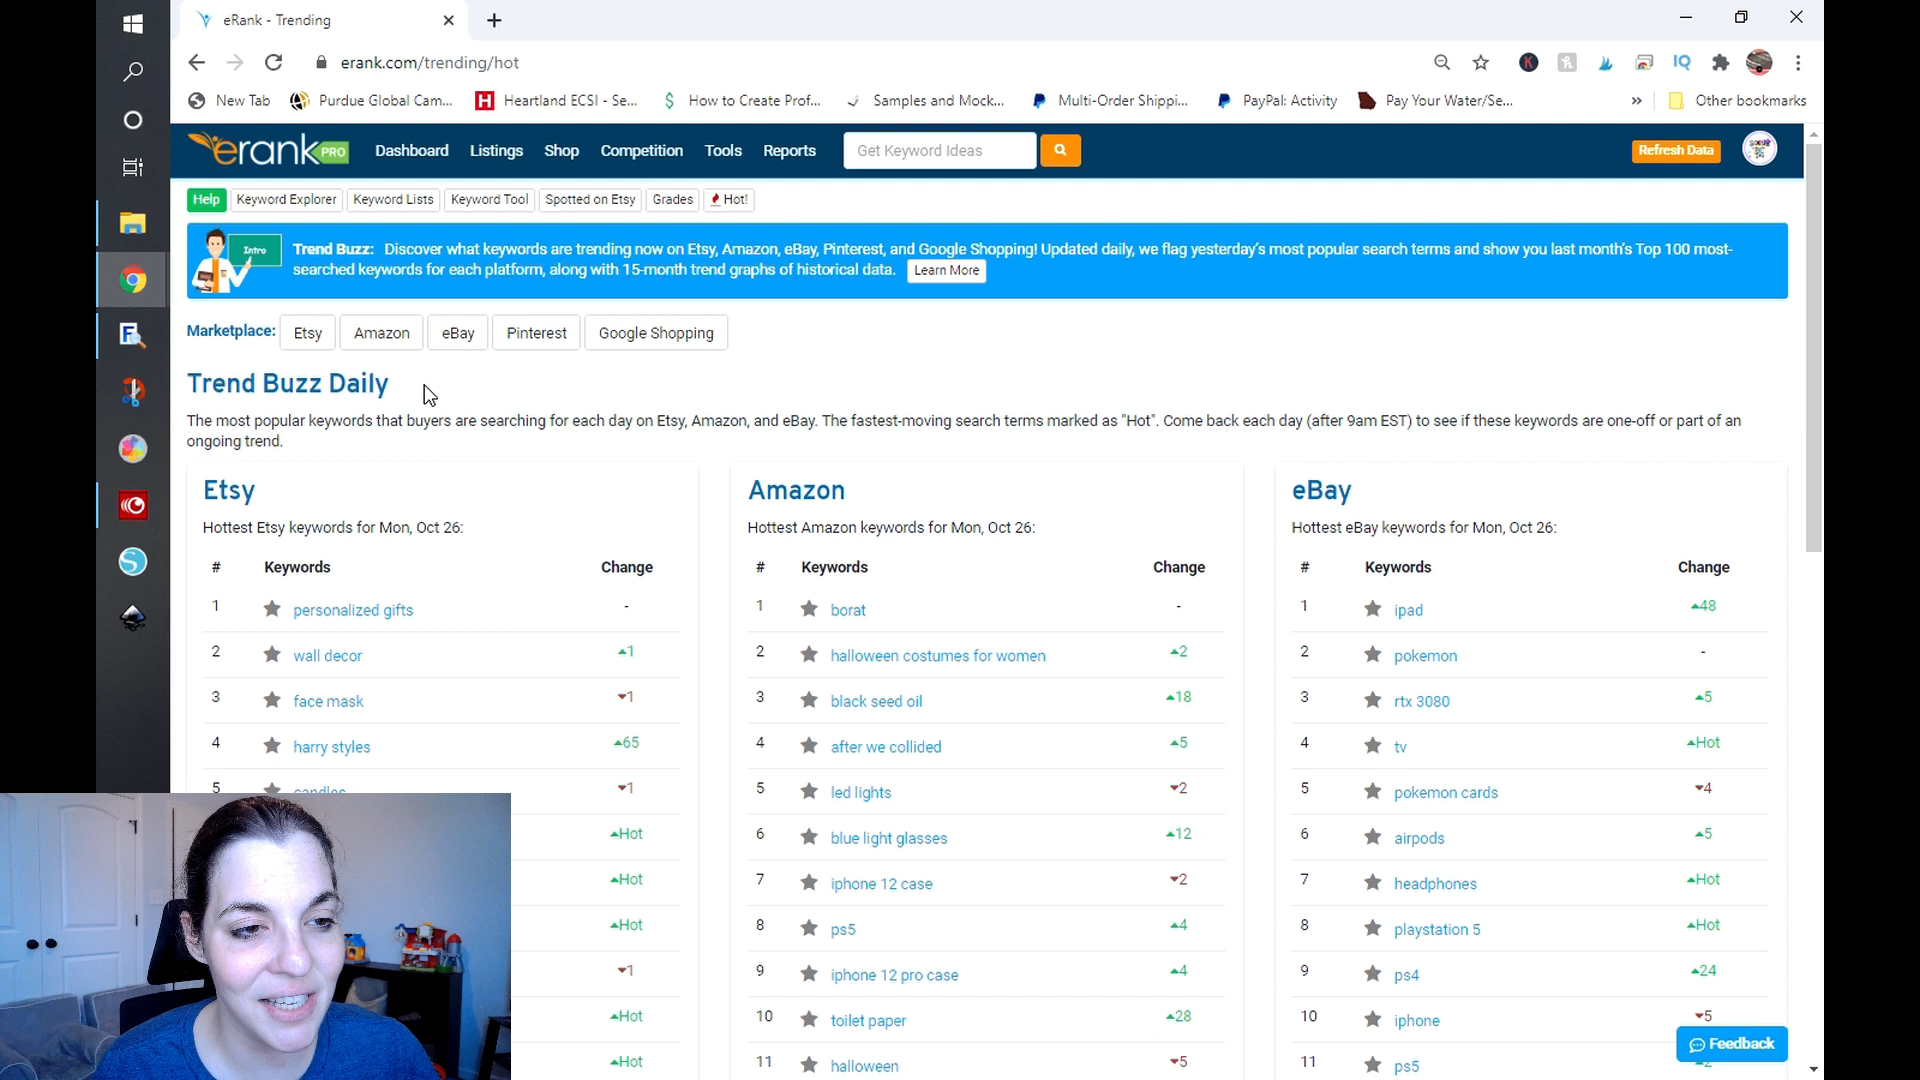 eRank - Trending
erank.com/trending/hot
New Tab Purdue Global Cam... Heartland ECSI - Se... How to Create Prof... Samples and Mock... Multi-Order Shippi... PayPal: Activity Pay Your Water/Se... » Other bookmarks
erank PRO Dashboard Listings Shop Competition Tools Reports Get Keyword Ideas Refresh Data
Help Keyword Explorer Keyword Lists Keyword Tool Spotted on Etsy Grades Hot!
Intro
Trend Buzz: Discover what keywords are trending now on Etsy, Amazon, eBay, Pinterest, and Google Shopping! Updated daily, we flag yesterday's most popular search terms and show you last month's Top 100 most-
searched keywords for each platform, along with 15-month trend graphs of historical data. Learn More
Marketplace: Etsy Amazon eBay Pinterest Google Shopping
Trend Buzz Daily
The most popular keywords that buyers are searching for each day on Etsy, Amazon, and eBay. The fastest-moving search terms marked as "Hot". Come back each day (after 9am EST) to see if these keywords are one-off or part of an
ongoing trend.
Etsy
Hottest Etsy keywords for Mon, Oct 26:
# Keywords Change
1 personalized gifts -
2 wall decor ▲1
3 face mask ▼1
4 harry styles ▲65
5 candles ▼1
▲Hot
▲Hot
▲Hot
▼1
▲Hot
▲Hot
Amazon
Hottest Amazon keywords for Mon, Oct 26:
# Keywords Change
1 borat -
2 halloween costumes for women ▲2
3 black seed oil ▲18
4 after we collided ▲5
5 led lights ▼2
6 blue light glasses ▲12
7 iphone 12 case ▼2
8 ps5 ▲4
9 iphone 12 pro case ▲4
10 toilet paper ▲28
11 halloween ▼5
eBay
Hottest eBay keywords for Mon, Oct 26:
# Keywords Change
1 ipad ▲48
2 pokemon -
3 rtx 3080 ▲5
4 tv ▲Hot
5 pokemon cards ▼4
6 airpods ▲5
7 headphones ▲Hot
8 playstation 5 ▲Hot
9 ps4 ▲24
10 iphone ▼5
11 ps5
Feedback